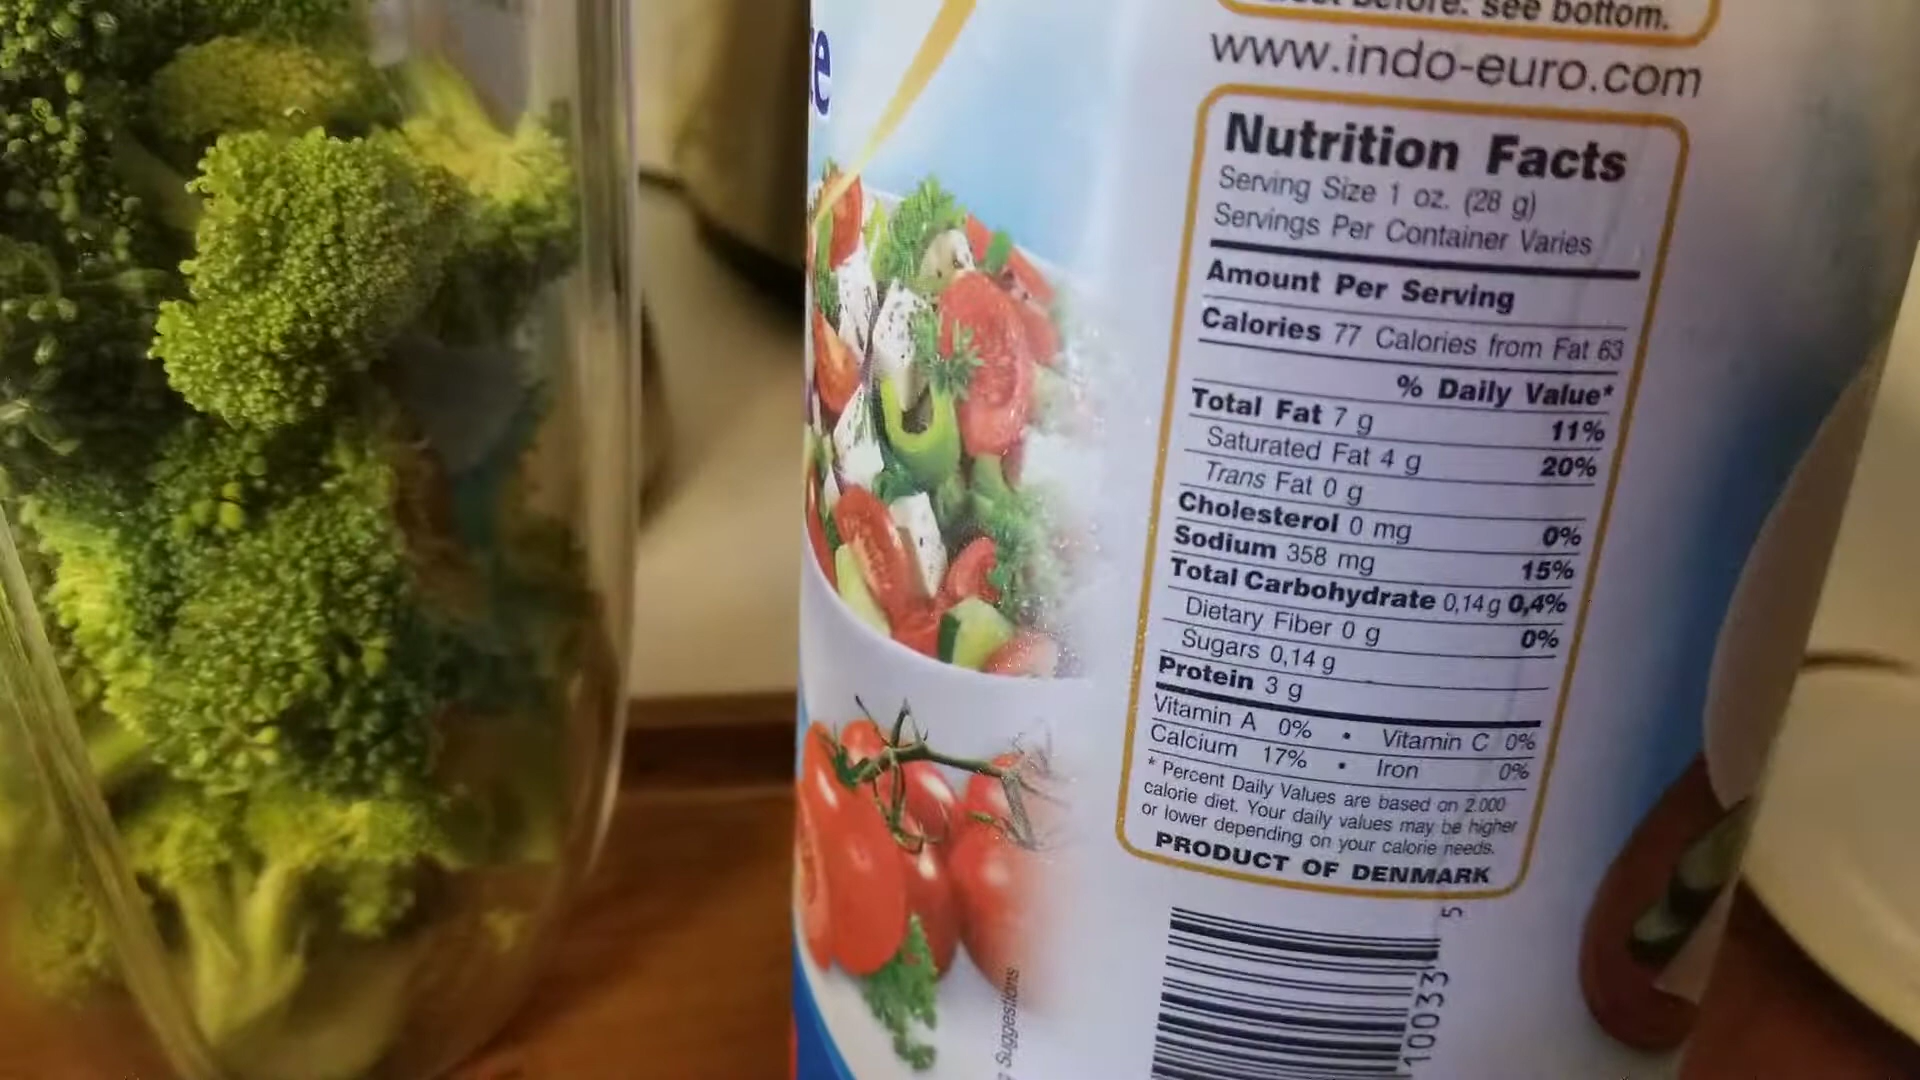 see bottom.
www.indo-euro.com
Nutrition Facts
Serving Size 1 oz. (28 g)
Servings Per Container Varies
Amount Per Serving
Calories 77 Calories from Fat 63
% Daily Value*
Total Fat 7 g 11%
Saturated Fat 4 g 20%
Trans Fat 0 g
Cholesterol 0 mg 0%
Sodium 358 mg 15%
Total Carbohydrate 0,14 g 0,4%
Dietary Fiber 0 g 0%
Sugars 0,14 g
Protein 3 g
Vitamin A 0% • Vitamin C 0%
Calcium 17% • Iron 0%
* Percent Daily Values are based on 2.000
calorie diet. Your daily values may be higher
or lower depending on your calorie needs.
PRODUCT OF DENMARK
10033 5
Suggestions